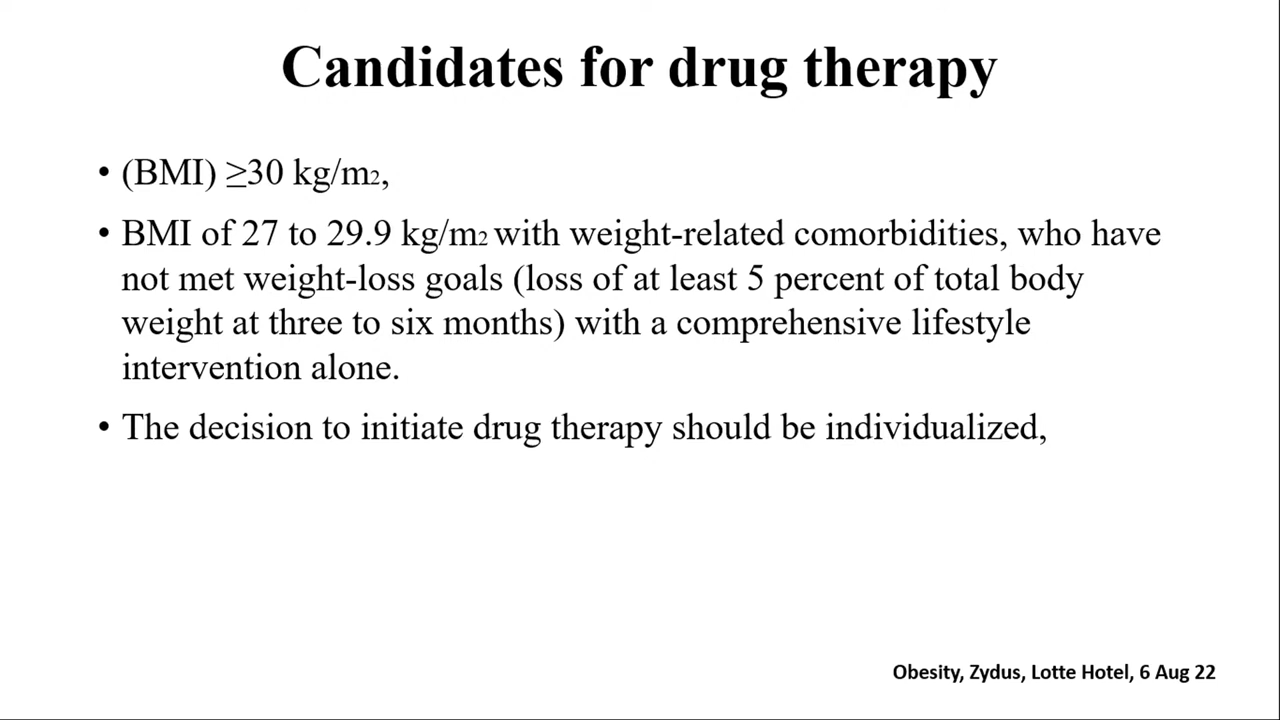 Candidates for drug therapy
• (BMI) ≥30 kg/m2,
• BMI of 27 to 29.9 kg/m2 with weight-related comorbidities, who have
not met weight-loss goals (loss of at least 5 percent of total body
weight at three to six months) with a comprehensive lifestyle
intervention alone.
• The decision to initiate drug therapy should be individualized,
Obesity, Zydus, Lotte Hotel, 6 Aug 22